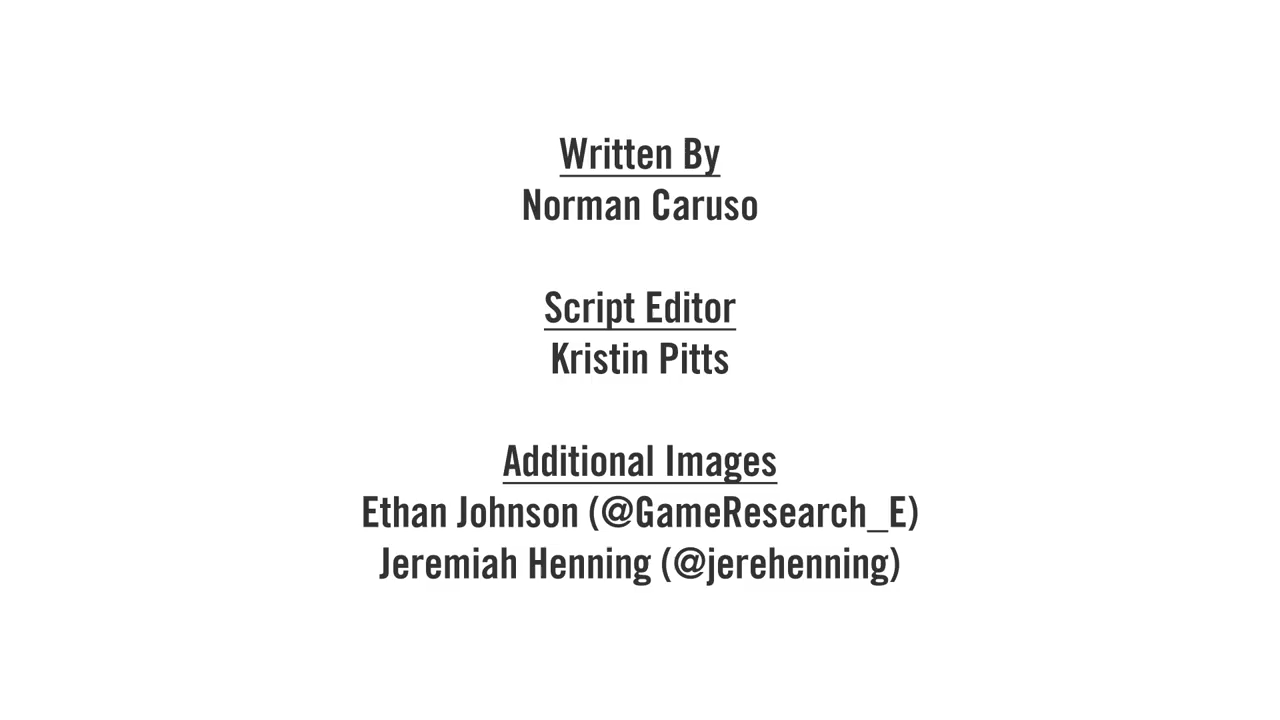 Written By
Norman Caruso
Script Editor
Kristin Pitts
Additional Images
Ethan Johnson (@GameResearch_E)
Jeremiah Henning (@jerehenning)